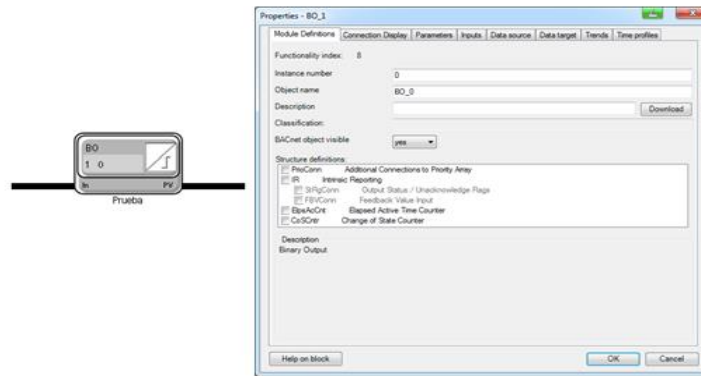 BO
1 0
In PV
Prueba
Properties - BO_1
Module Definitions Connection Display Parameters Inputs Data source Data target Trends Time profiles
Functionality index: 8
Instance number 0
Object name BO_0
Description Download
Classification:
BACnet object visible yes
Structure definitions:
ProConn Additional Connections to Priority Array
IR Intrinsic Reporting
StFlgConn Output Status / Unacknowledge Flags
FBVConn Feedback Value Input
ElpsAcCnt Elapsed Active Time Counter
CoSCntr Change of State Counter
Description
Binary Output
Help on block OK Cancel